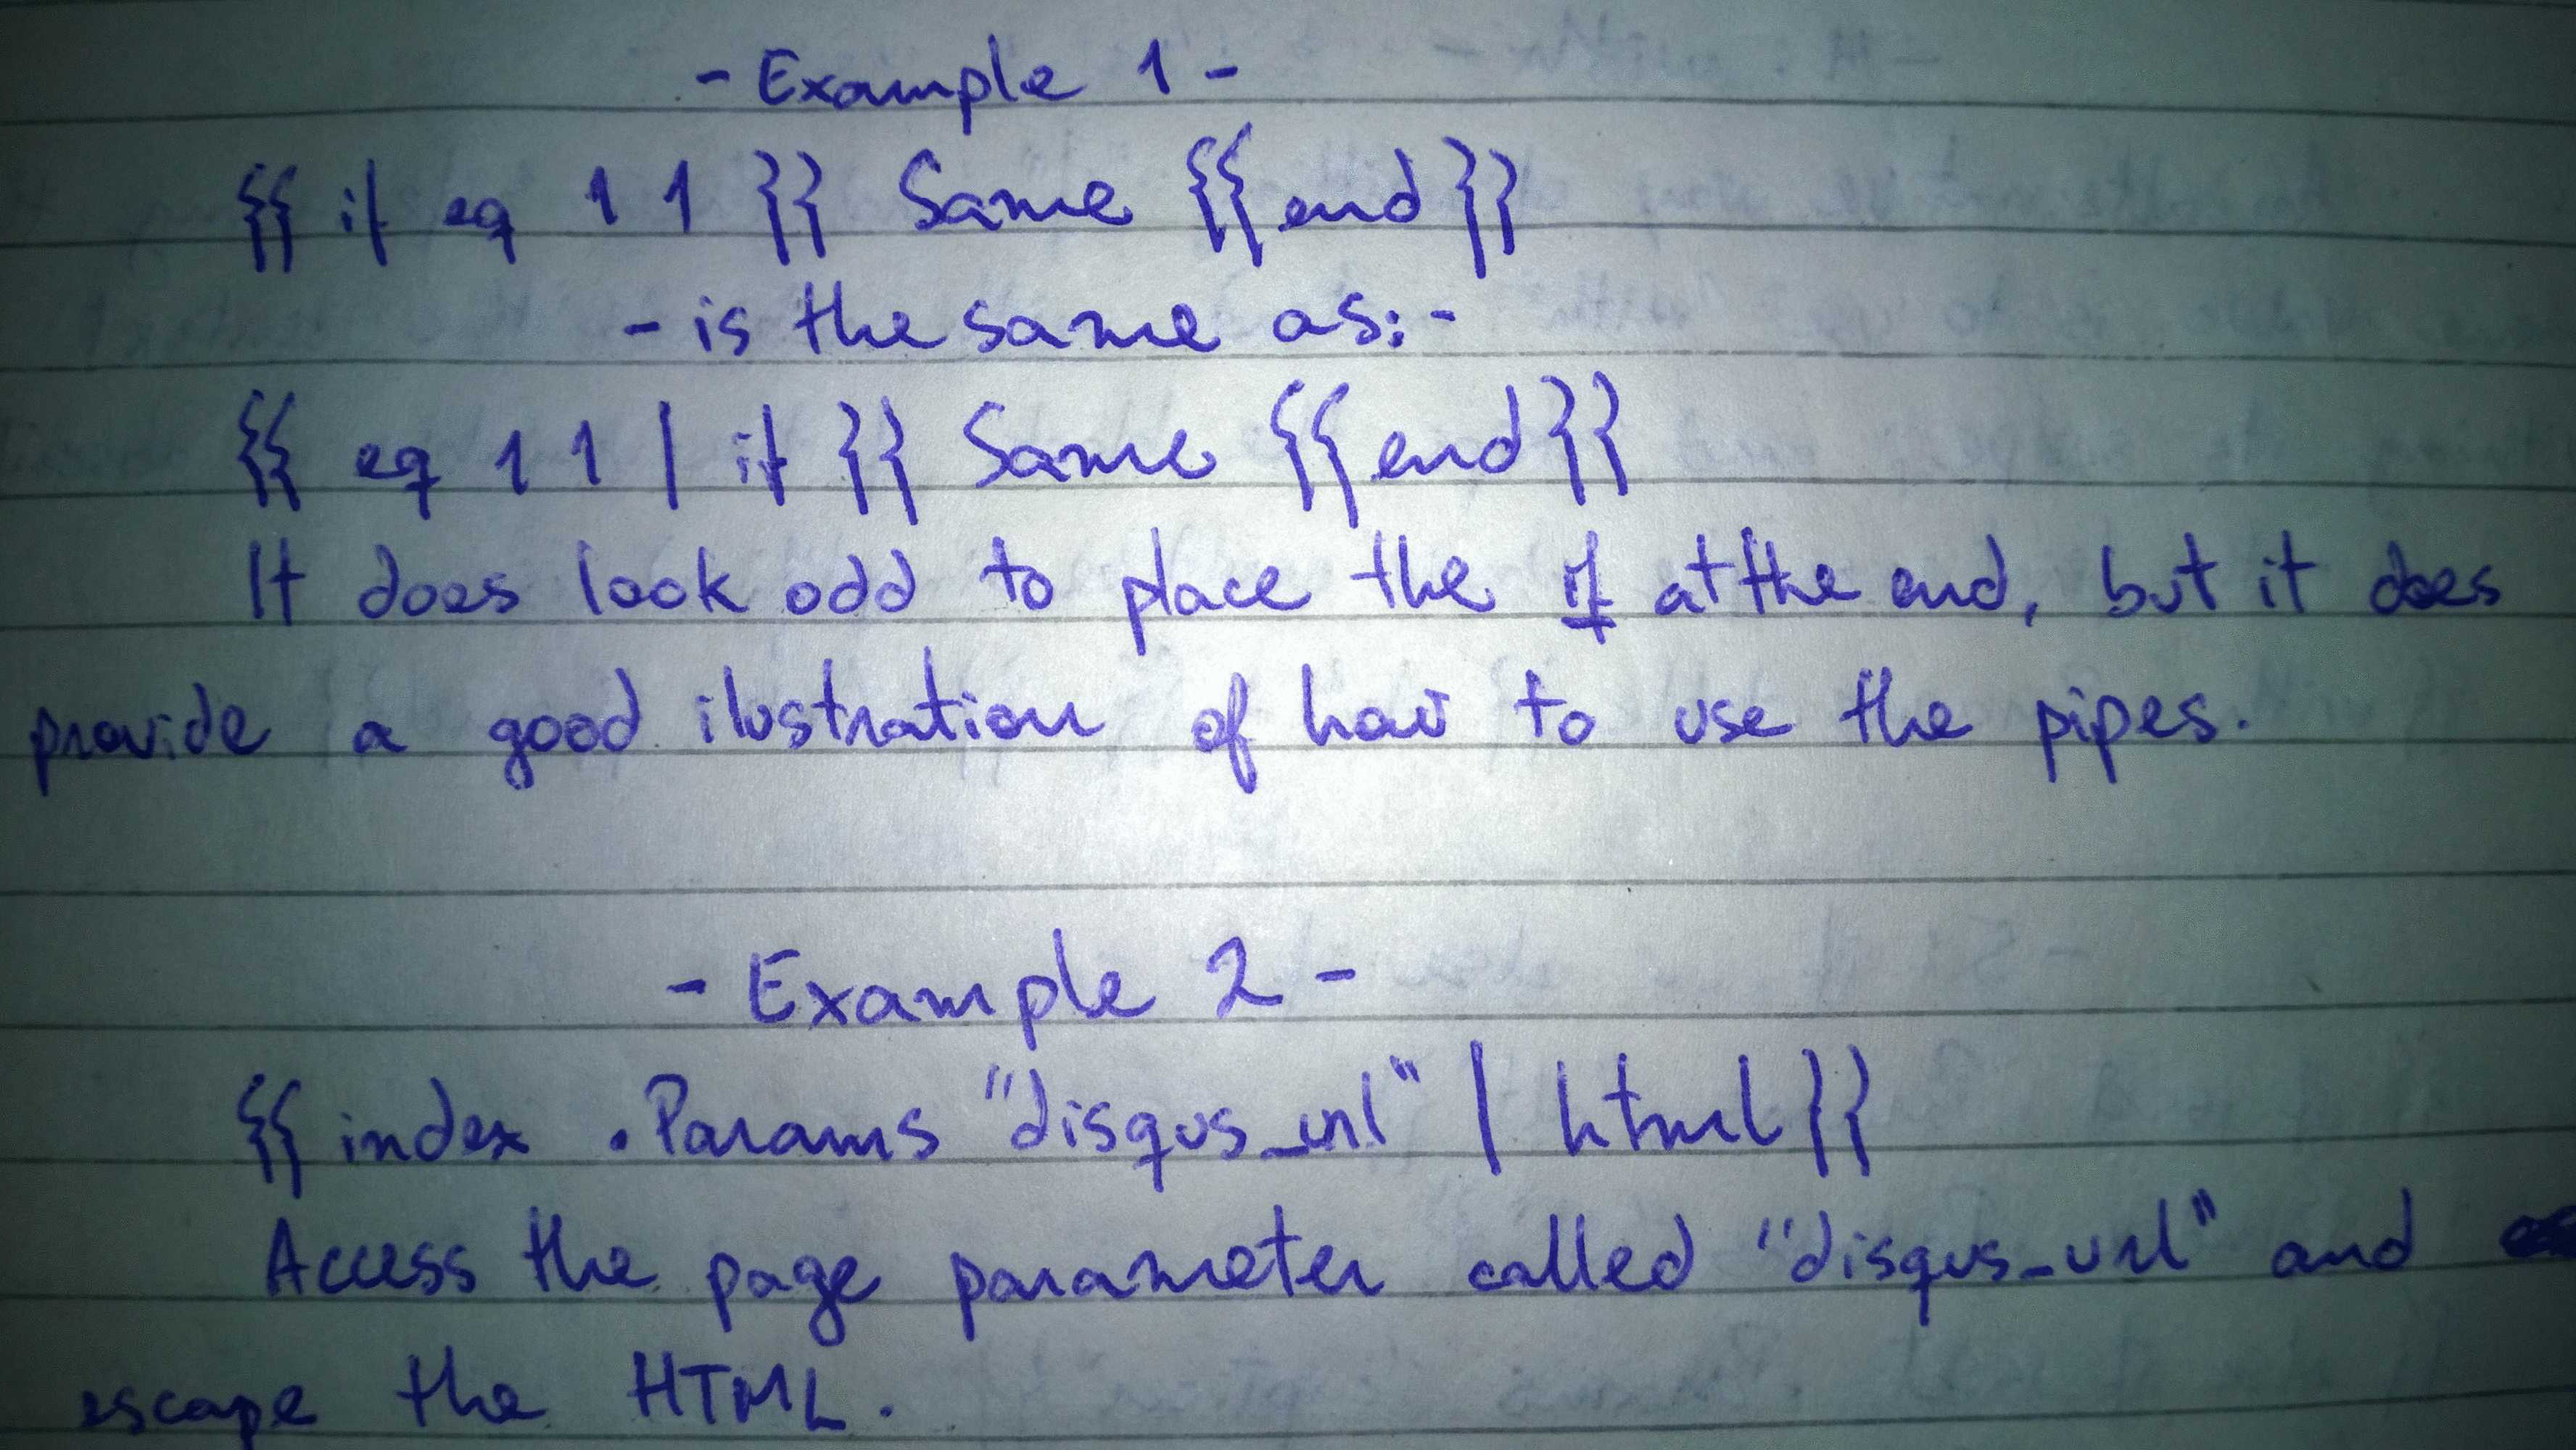 - Example 1 -
{{ if eq 1 1 }} Same {{end}}
- is the same as: -
{{ eq 1 1 | if }} Same {{end}}
It does look odd to place the if at the end, but it does
provide a good ilustration of how to use the pipes.
- Example 2 -
{{ index .Params "disqus_url" | html }}
Access the page parameter called "disqus_url" and
escape the HTML.